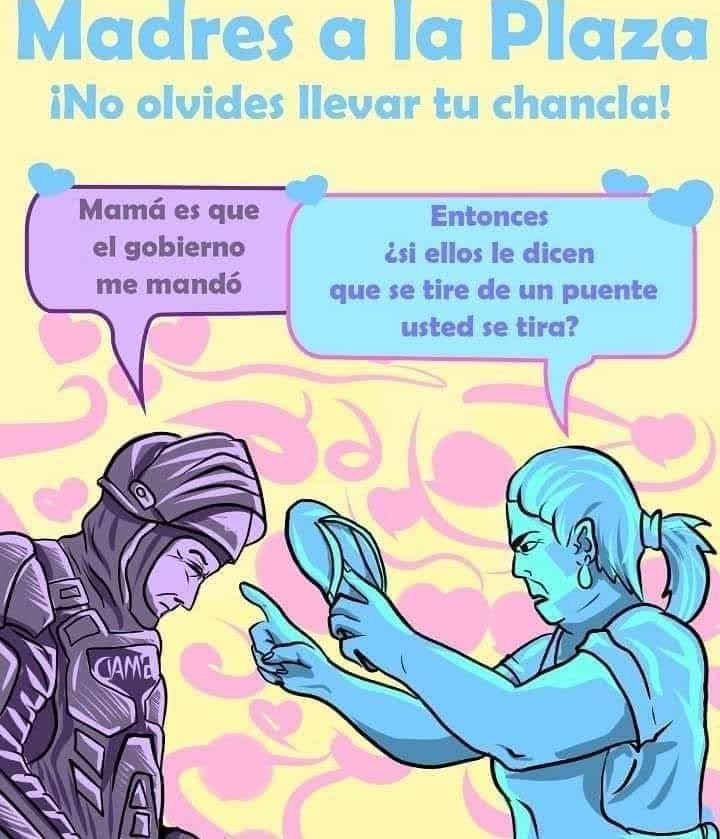 Madres a la Plaza
¡No olvides llevar tu chancla!
Mamá es que
el gobierno
me mandó
Entonces
¿si ellos le dicen
que se tire de un puente
usted se tira?